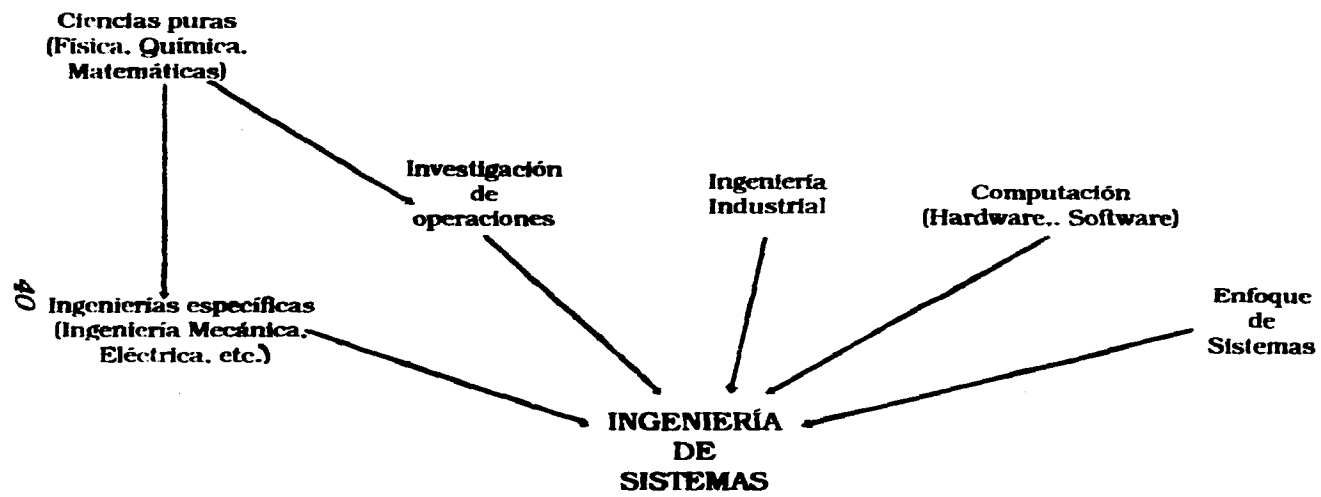 Ciencias puras
(Física, Química,
Matemáticas)
Investigación
de
operaciones
Ingeniería
Industrial
Computación
(Hardware,. Software)
40
Ingenierías específicas
(Ingeniería Mecánica,
Eléctrica, etc.)
Enfoque
de
Sistemas
INGENIERÍA
DE
SISTEMAS